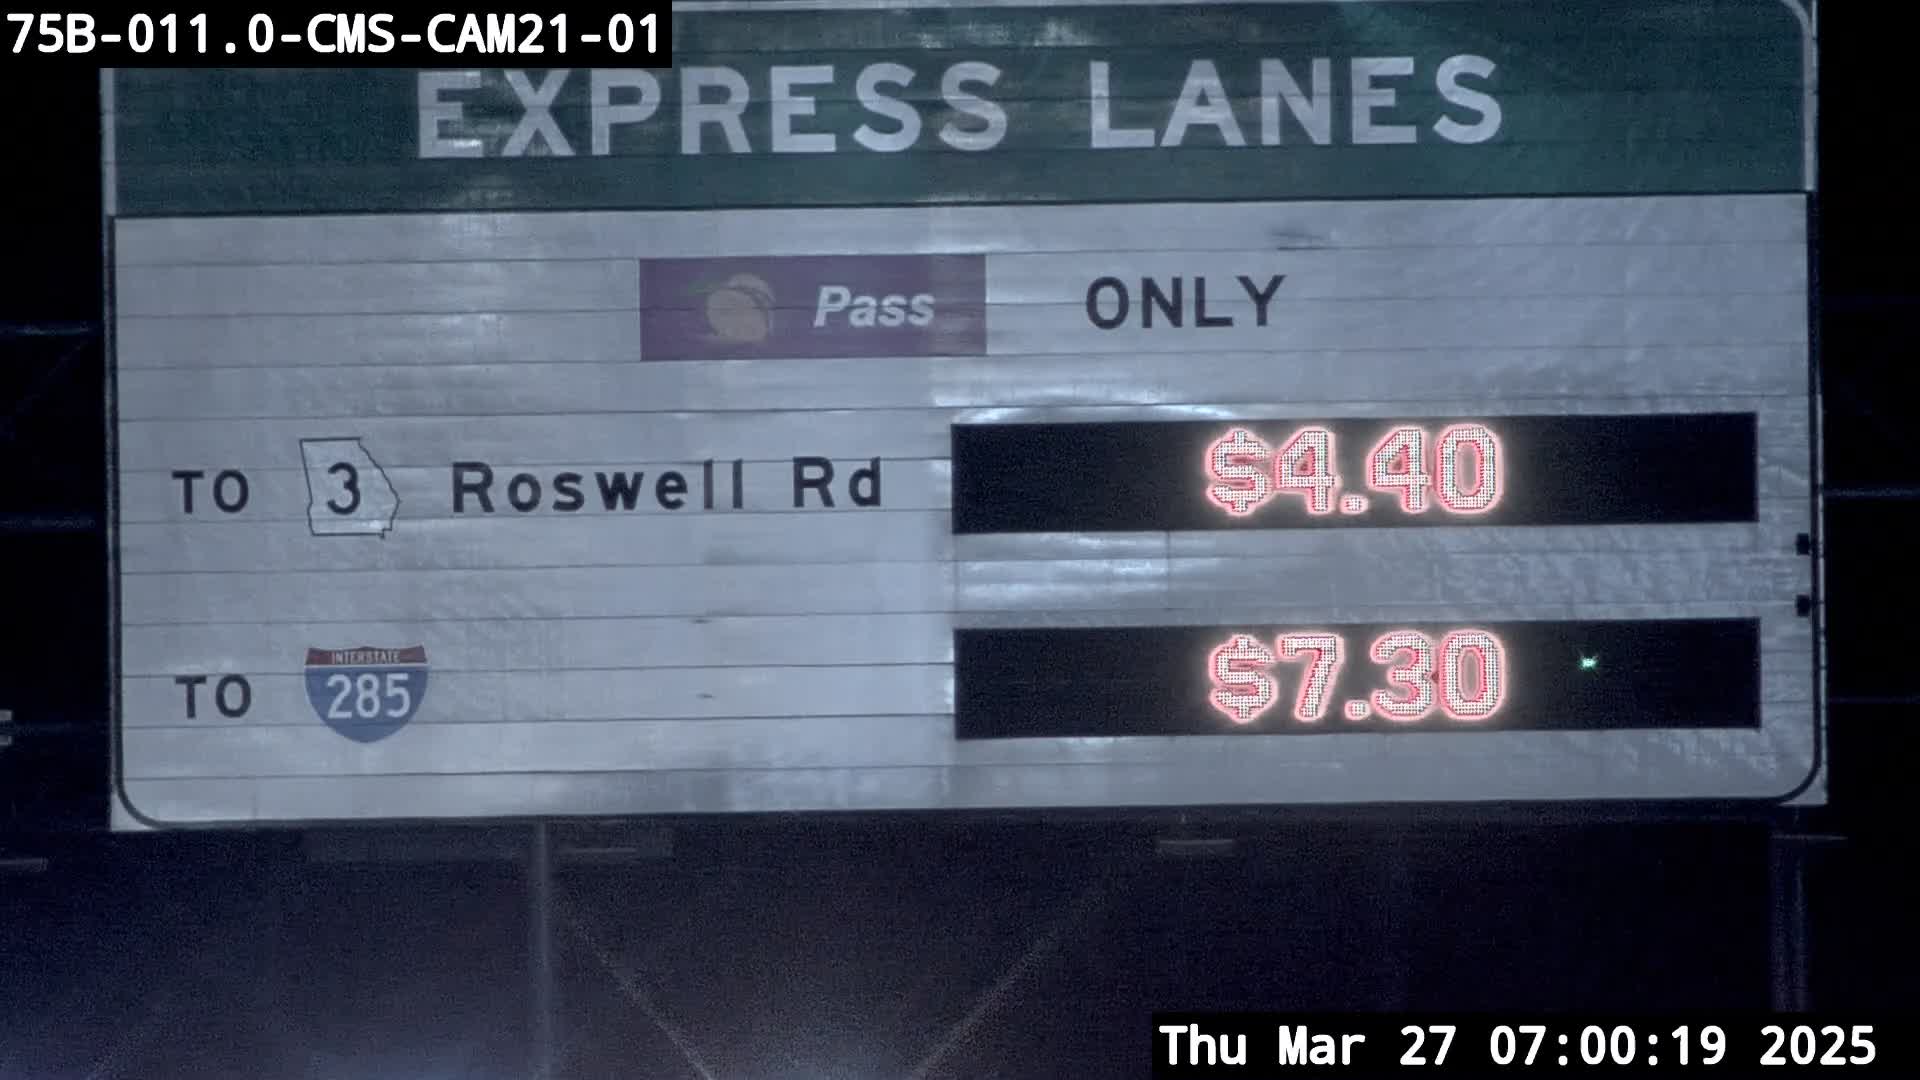 75B-011.0-CMS-CAM21-01
EXPRESS LANES
Pass ONLY
TO 3 Roswell Rd $4.40
TO INTERSTATE 285 $7.30
Thu Mar 27 07:00:19 2025